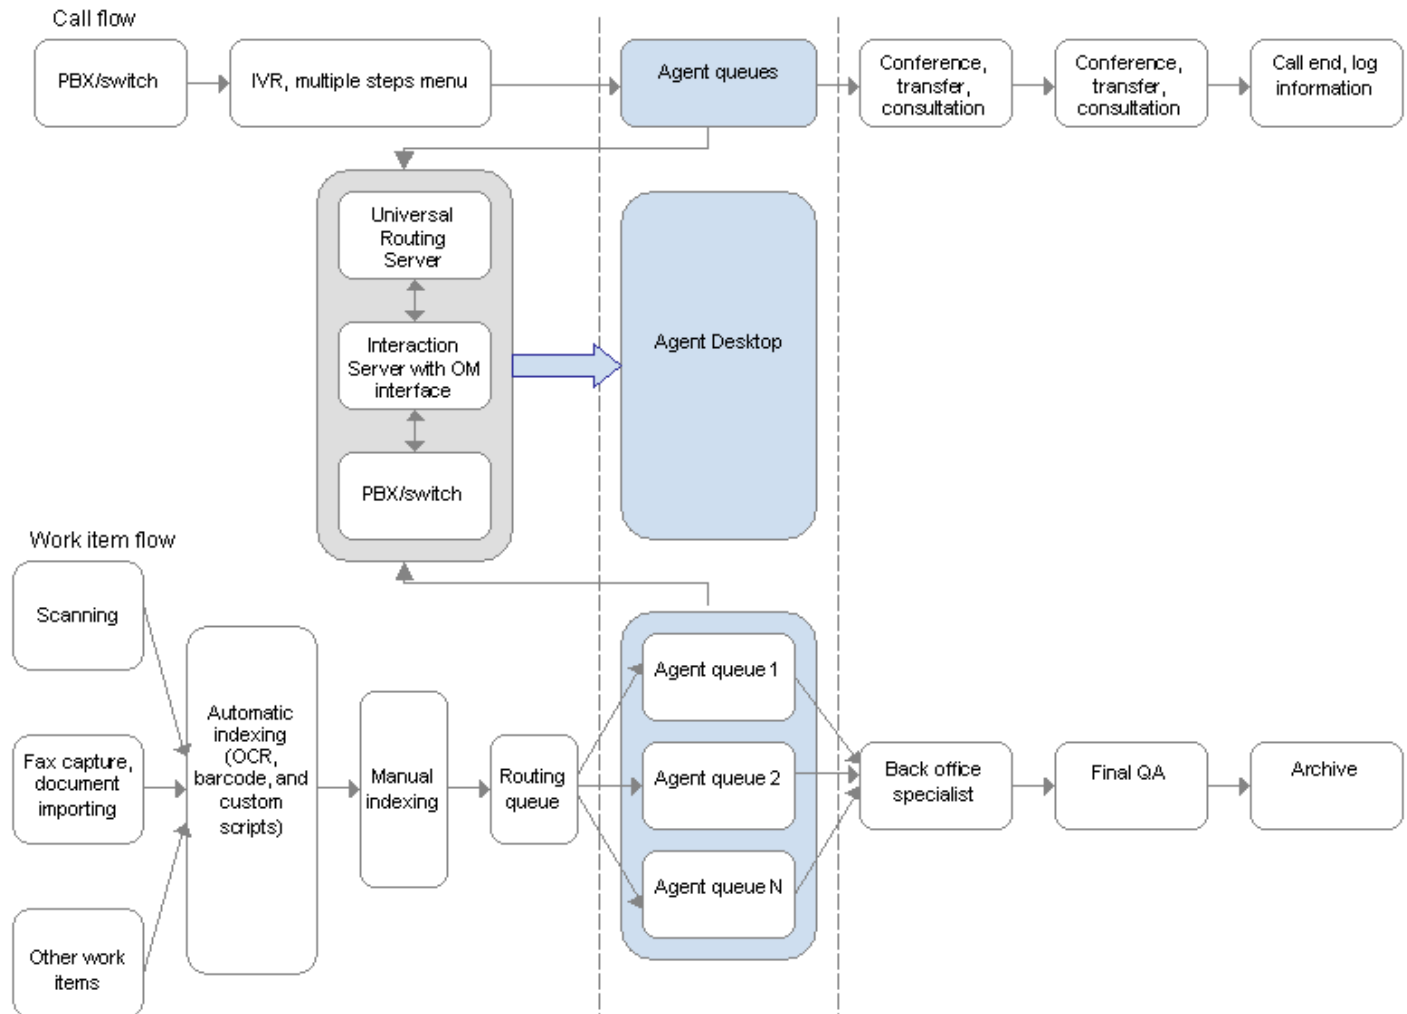 Call flow
PBX/switch
IVR, multiple steps menu
Agent queues
Conference,
transfer,
consultation
Conference,
transfer,
consultation
Call end, log
information
Universal
Routing
Server
Interaction
Server with OM
interface
PBX/switch
Agent Desktop
Work item flow
Scanning
Fax capture,
document
importing
Other work
items
Automatic
indexing
(OCR,
barcode, and
custom
scripts)
Manual
indexing
Routing
queue
Agent queue 1
Agent queue 2
Agent queue N
Back office
specialist
Final QA
Archive